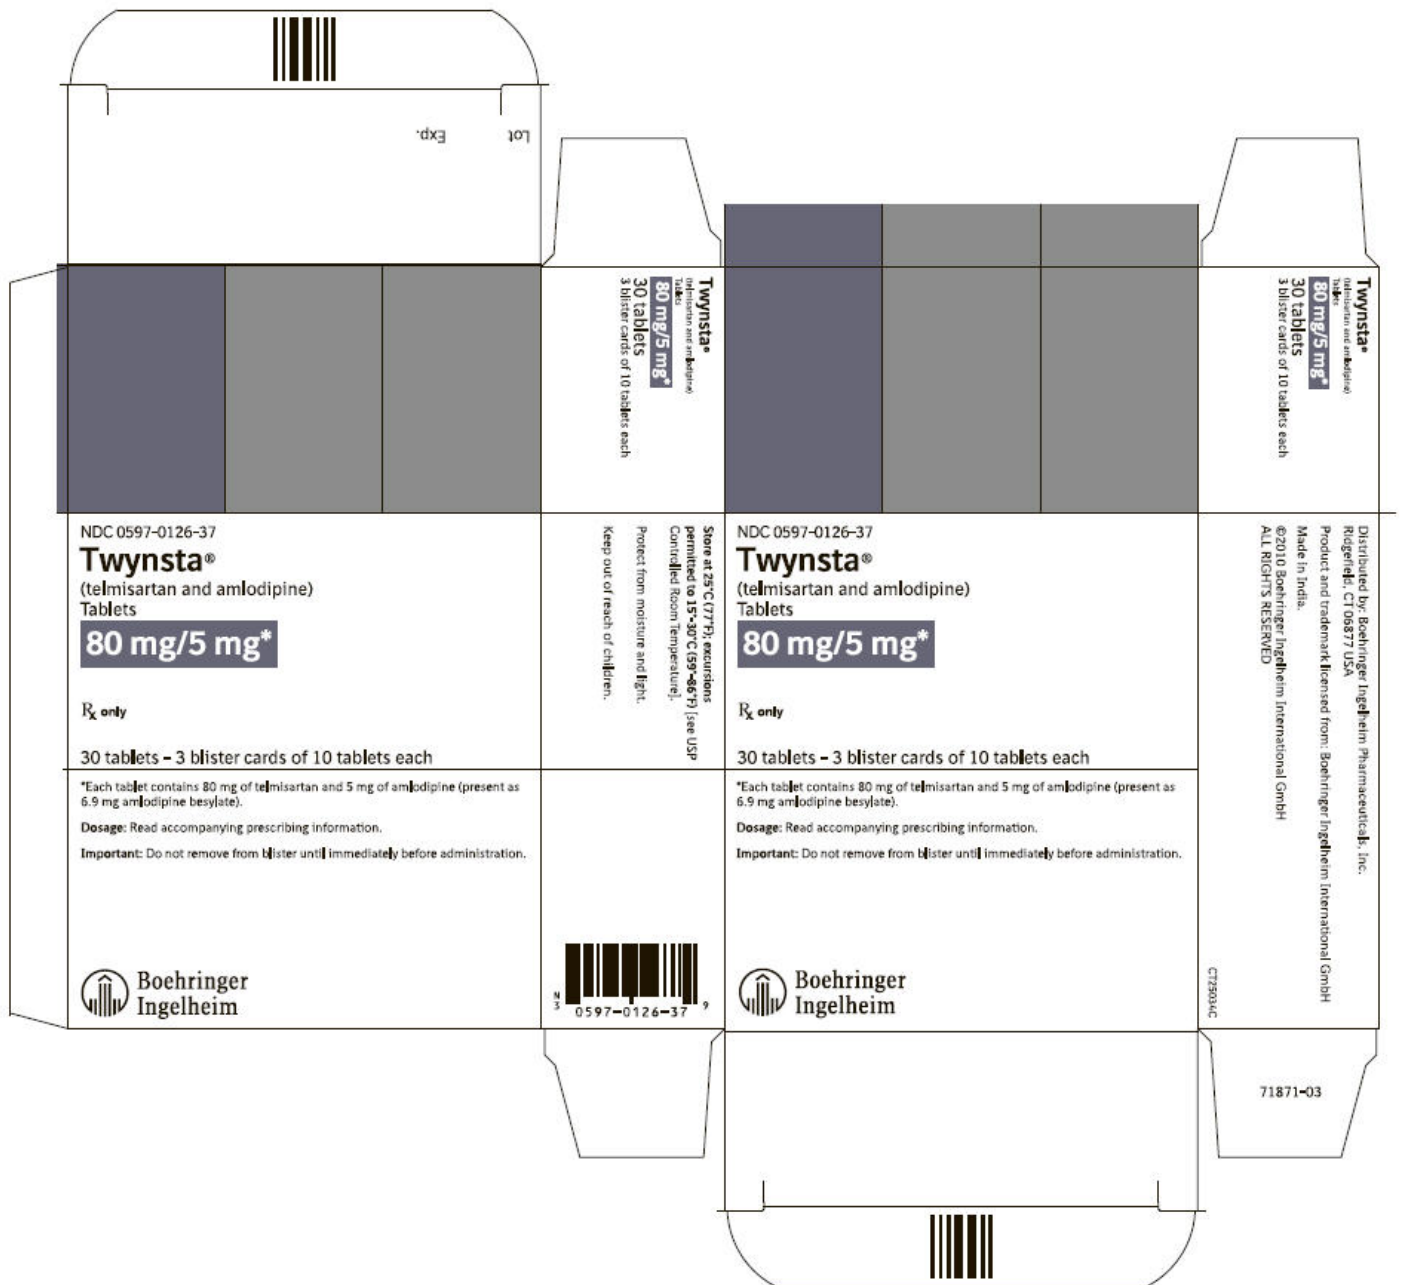 Exp.
Lot
Twynsta®
(telmisartan and amlodipine)
Tablets
80 mg/5 mg*
30 tablets
3 blister cards of 10 tablets each
Twynsta®
(telmisartan and amlodipine)
Tablets
80 mg/5 mg*
30 tablets
3 blister cards of 10 tablets each
NDC 0597-0126-37
Twynsta®
(telmisartan and amlodipine)
Tablets
80 mg/5 mg*
Rx only
30 tablets – 3 blister cards of 10 tablets each
*Each tablet contains 80 mg of telmisartan and 5 mg of amlodipine (present as
6.9 mg amlodipine besylate).
Dosage: Read accompanying prescribing information.
Important: Do not remove from blister until immediately before administration.
Boehringer
Ingelheim
Store at 25°C (77°F); excursions
permitted to 15°-30°C (59°-86°F) [see USP
Controlled Room Temperature].
Protect from moisture and light.
Keep out of reach of children.
N
3
0597-0126-37
9
NDC 0597-0126-37
Twynsta®
(telmisartan and amlodipine)
Tablets
80 mg/5 mg*
Rx only
30 tablets – 3 blister cards of 10 tablets each
*Each tablet contains 80 mg of telmisartan and 5 mg of amlodipine (present as
6.9 mg amlodipine besylate).
Dosage: Read accompanying prescribing information.
Important: Do not remove from blister until immediately before administration.
Boehringer
Ingelheim
Distributed by: Boehringer Ingelheim Pharmaceuticals, Inc.
Ridgefield, CT 06877 USA
Product and trademark licensed from: Boehringer Ingelheim International GmbH
Made in India.
©2010 Boehringer Ingelheim International GmbH
ALL RIGHTS RESERVED
CT25034C
71871-03